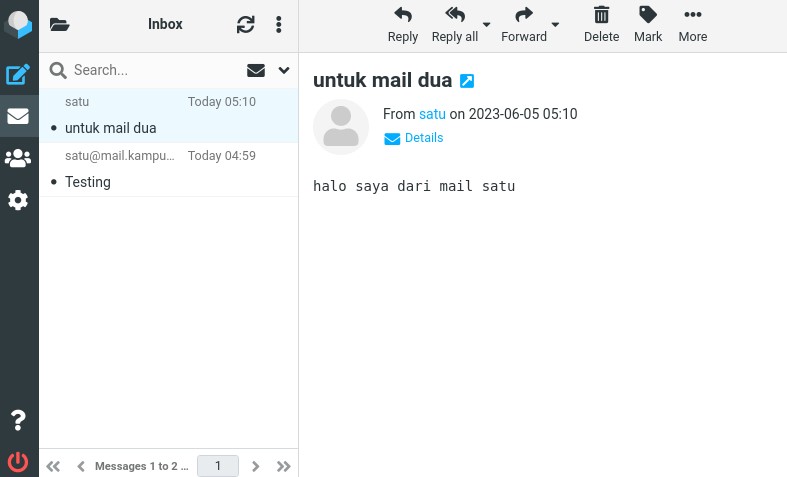 Inbox
Search...
satu Today 05:10
untuk mail dua
satu@mail.kampu... Today 04:59
Testing
Messages 1 to 2 ... 1
Reply Reply all Forward Delete Mark More
untuk mail dua
From satu on 2023-06-05 05:10
Details
halo saya dari mail satu